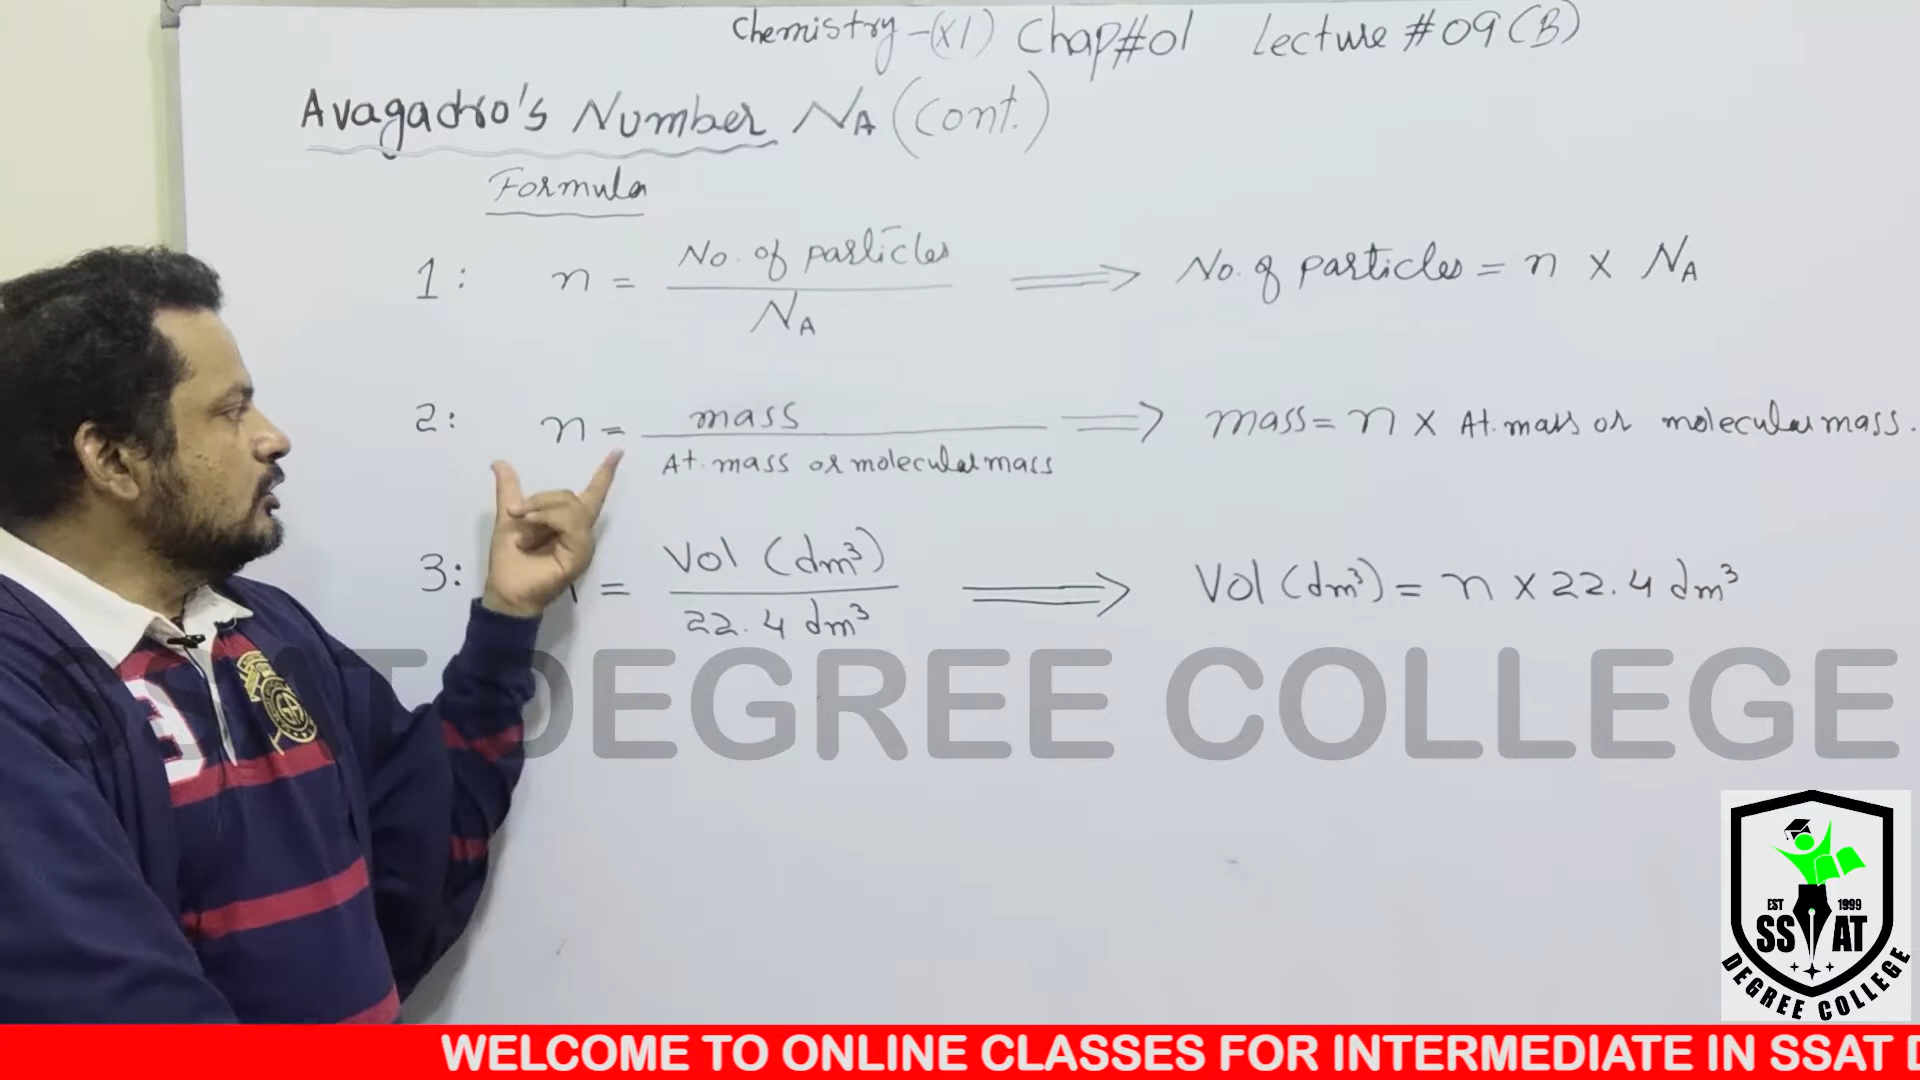 Chemistry-(XI) Chap#01 Lecture #09(B)
Avagadro's Number NA (Cont.)
Formula
1: n = No. of particles / NA ⟹ No. of particles = n x NA
2: n = mass / At. mass or molecular mass ⟹ mass = n x At. mass or molecular mass.
3: = Vol (dm³) / 22.4 dm³ ⟹ Vol (dm³) = n x 22.4 dm³
SSAT DEGREE COLLEGE
3
EST 1999
SSAT
DEGREE COLLEGE
WELCOME TO ONLINE CLASSES FOR INTERMEDIATE IN SSAT D